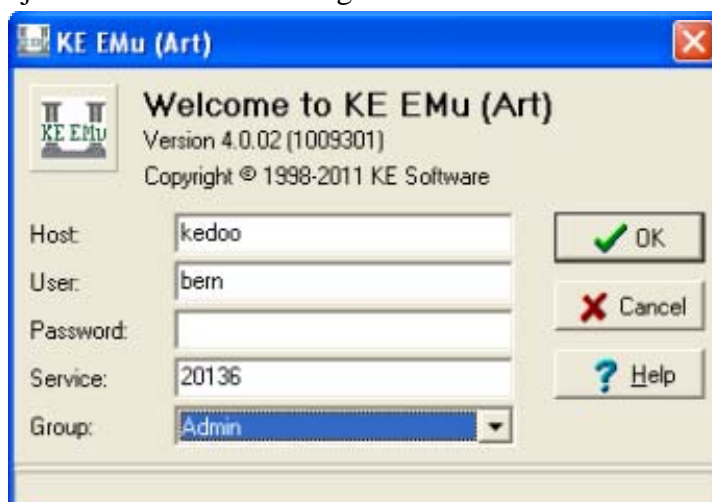 KE EMu (Art)
KE EMu
Welcome to KE EMu (Art)
Version 4.0.02 (1009301)
Copyright © 1998-2011 KE Software
Host: kedoo
OK
User: bern
Cancel
Password:
Service: 20136
Help
Group: Admin